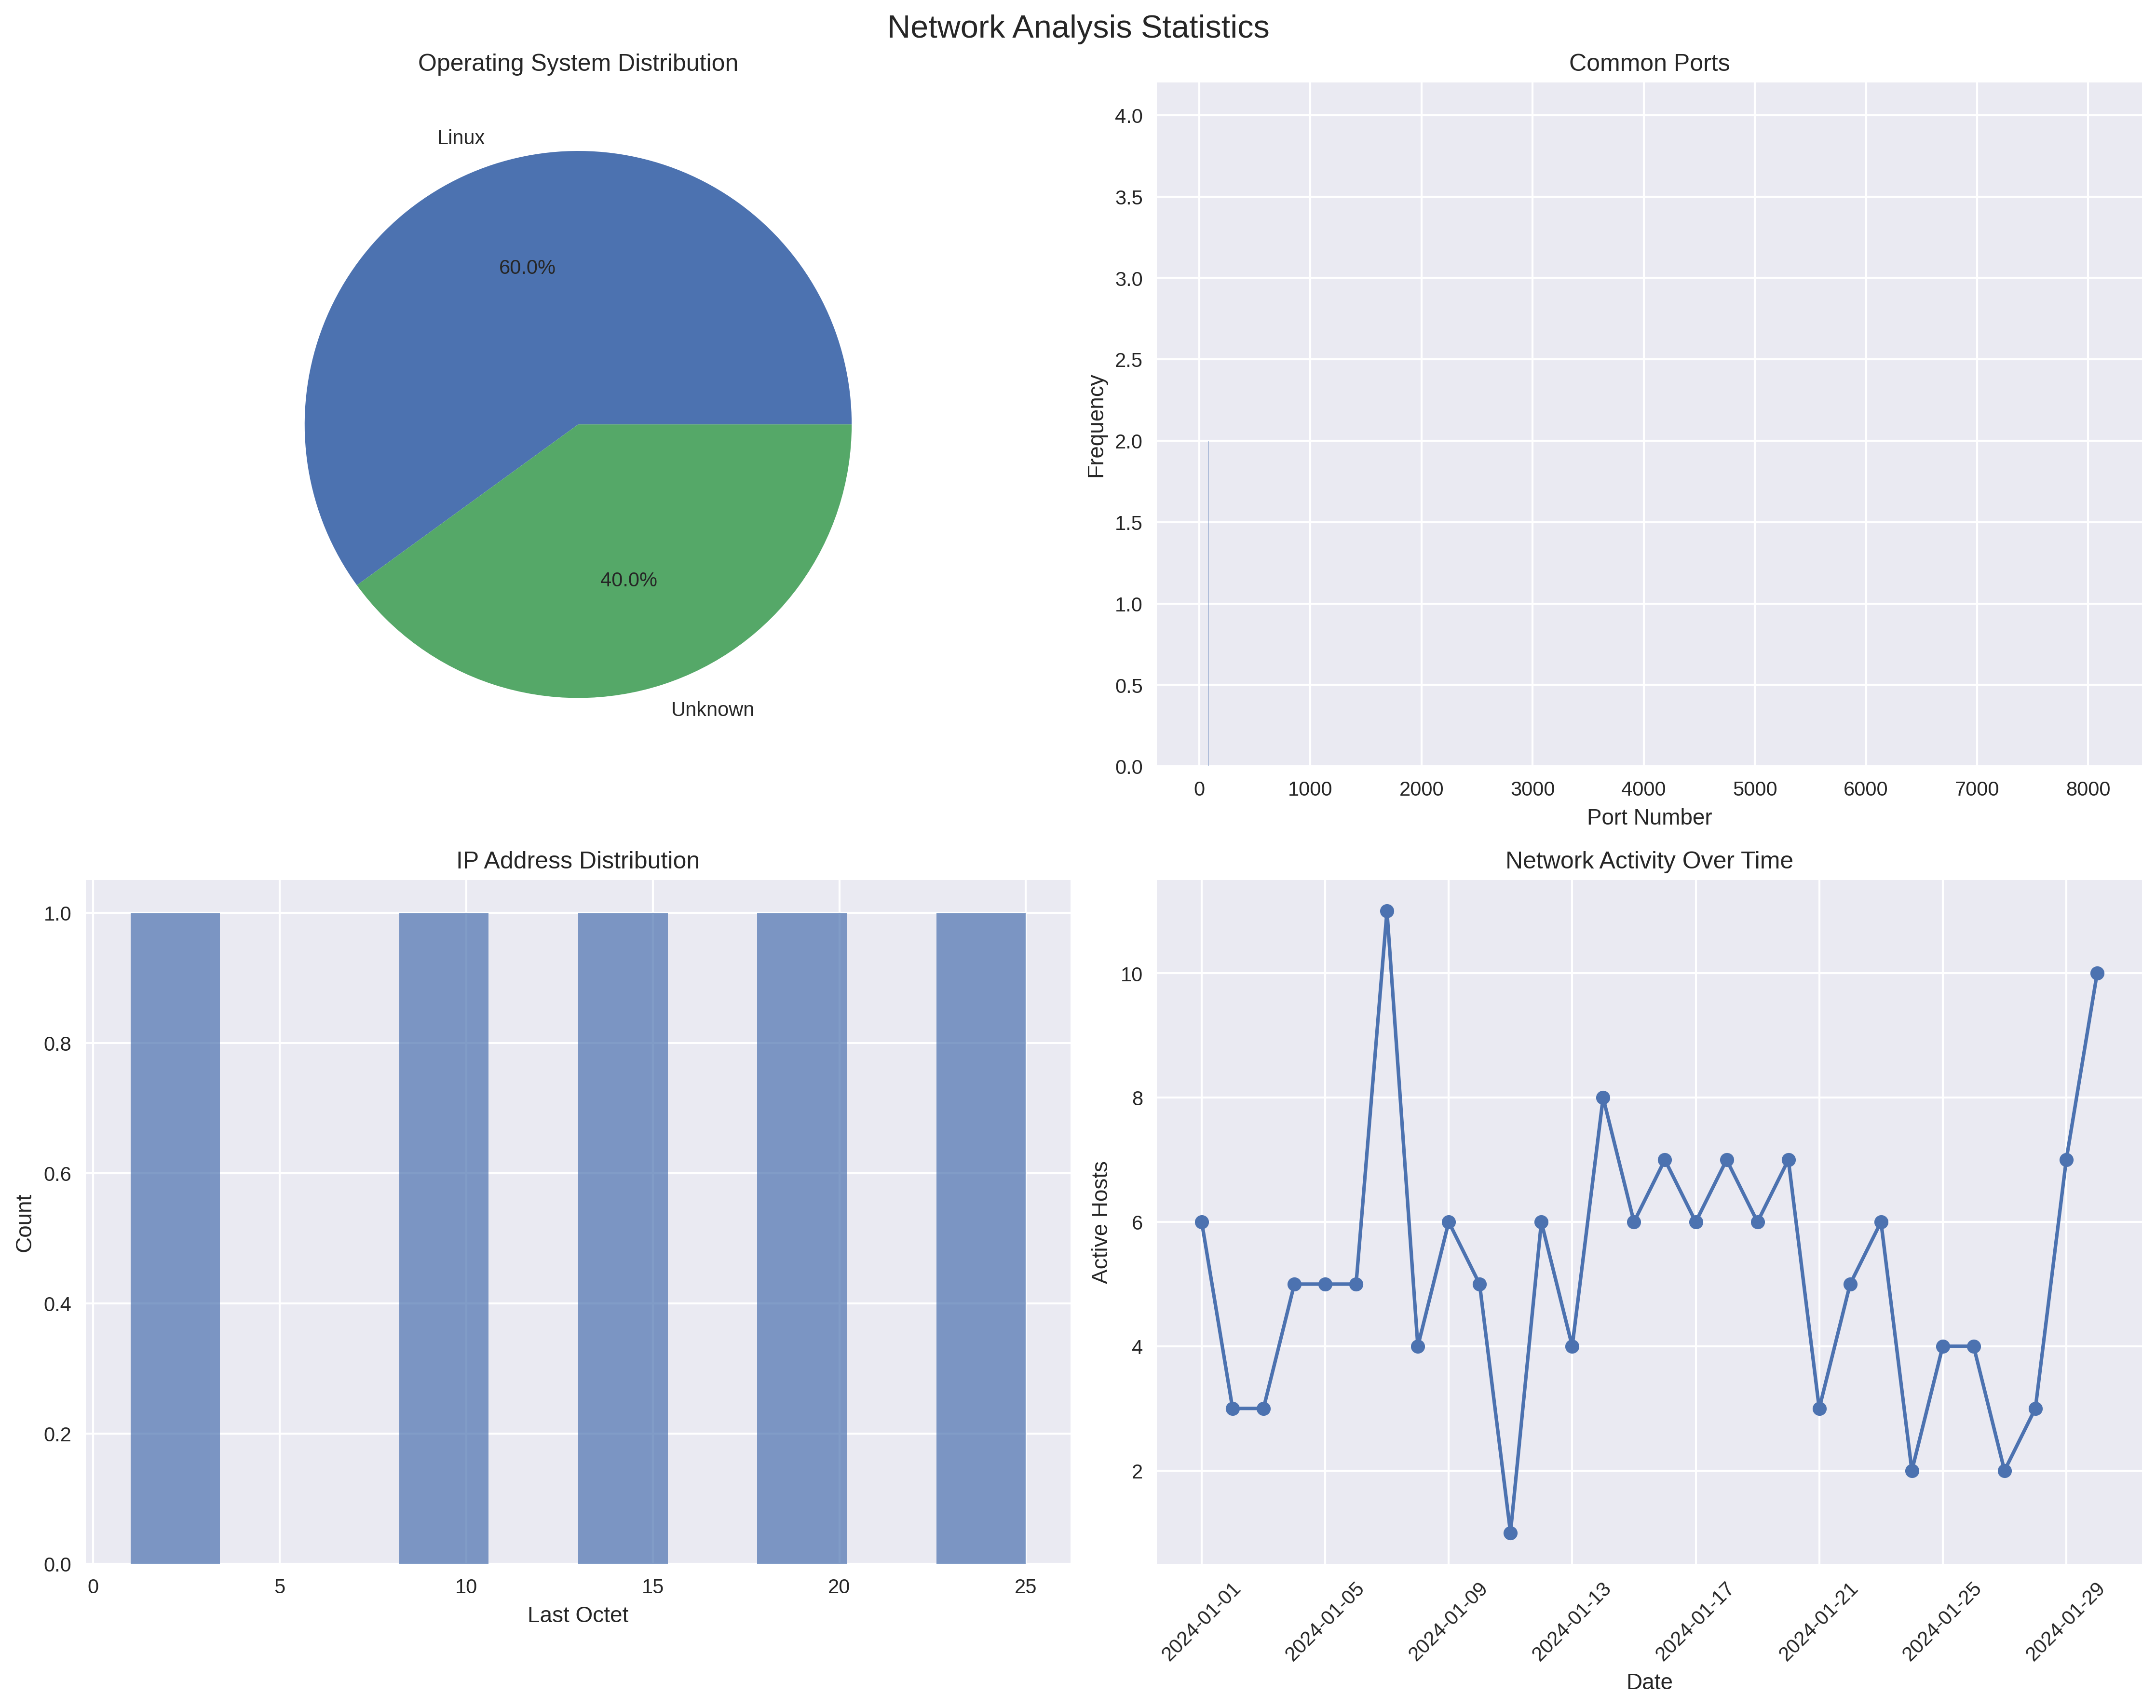 Network Analysis Statistics
Operating System Distribution
Linux
60.0%
40.0%
Unknown
Common Ports
4.0
3.5
3.0
2.5
2.0
1.5
1.0
0.5
0.0
Frequency
0 1000 2000 3000 4000 5000 6000 7000 8000
Port Number
IP Address Distribution
1.0
0.8
0.6
0.4
0.2
0.0
Count
0 5 10 15 20 25
Last Octet
Network Activity Over Time
10
8
6
4
2
Active Hosts
2024-01-01 2024-01-05 2024-01-09 2024-01-13 2024-01-17 2024-01-21 2024-01-25 2024-01-29
Date